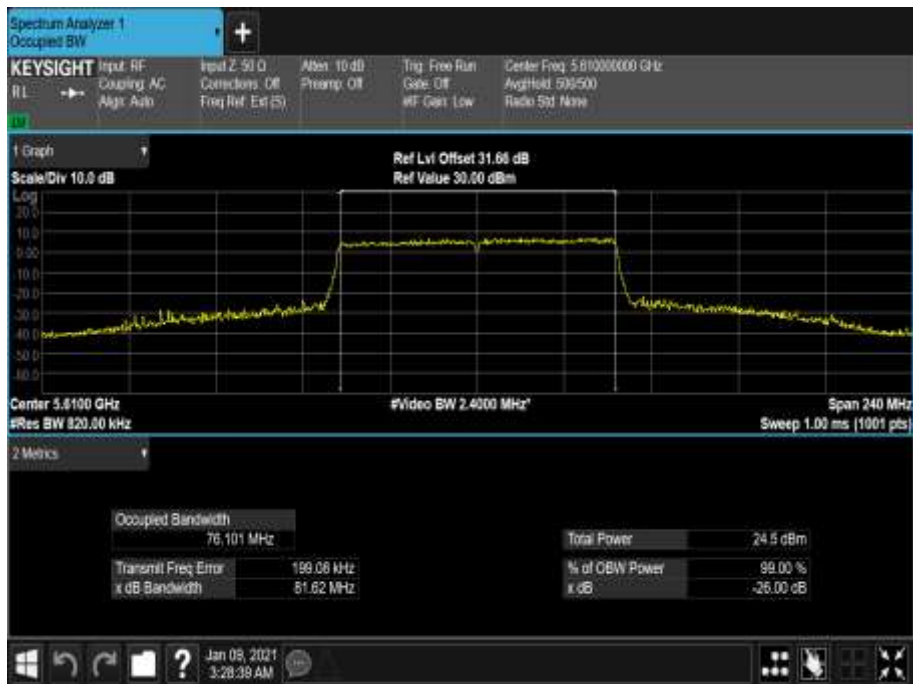 Spectrum Analyzer 1
Occupied BW
+
KEYSIGHT
RL
Input: RF
Coupling: AC
Align: Auto
Input Z: 50 Ω
Corrections: Off
Freq Ref: Ext (S)
Atten: 10 dB
Preamp: Off
Trig: Free Run
Gate: Off
#IF Gain: Low
Center Freq: 5.610000000 GHz
Avg|Hold: 500/500
Radio Std: None
1 Graph
Scale/Div 10.0 dB
Ref Lvl Offset 31.66 dB
Ref Value 30.00 dBm
Log
20.0
10.0
0.00
-10.0
-20.0
-30.0
-40.0
-50.0
-60.0
Center 5.6100 GHz
#Res BW 820.00 kHz
#Video BW 2.4000 MHz*
Span 240 MHz
Sweep 1.00 ms (1001 pts)
2 Metrics
Occupied Bandwidth
76.101 MHz
Transmit Freq Error 199.08 kHz
x dB Bandwidth 81.62 MHz
Total Power 24.5 dBm
% of OBW Power 99.00 %
x dB -26.00 dB
?
Jan 09, 2021
3:28:39 AM